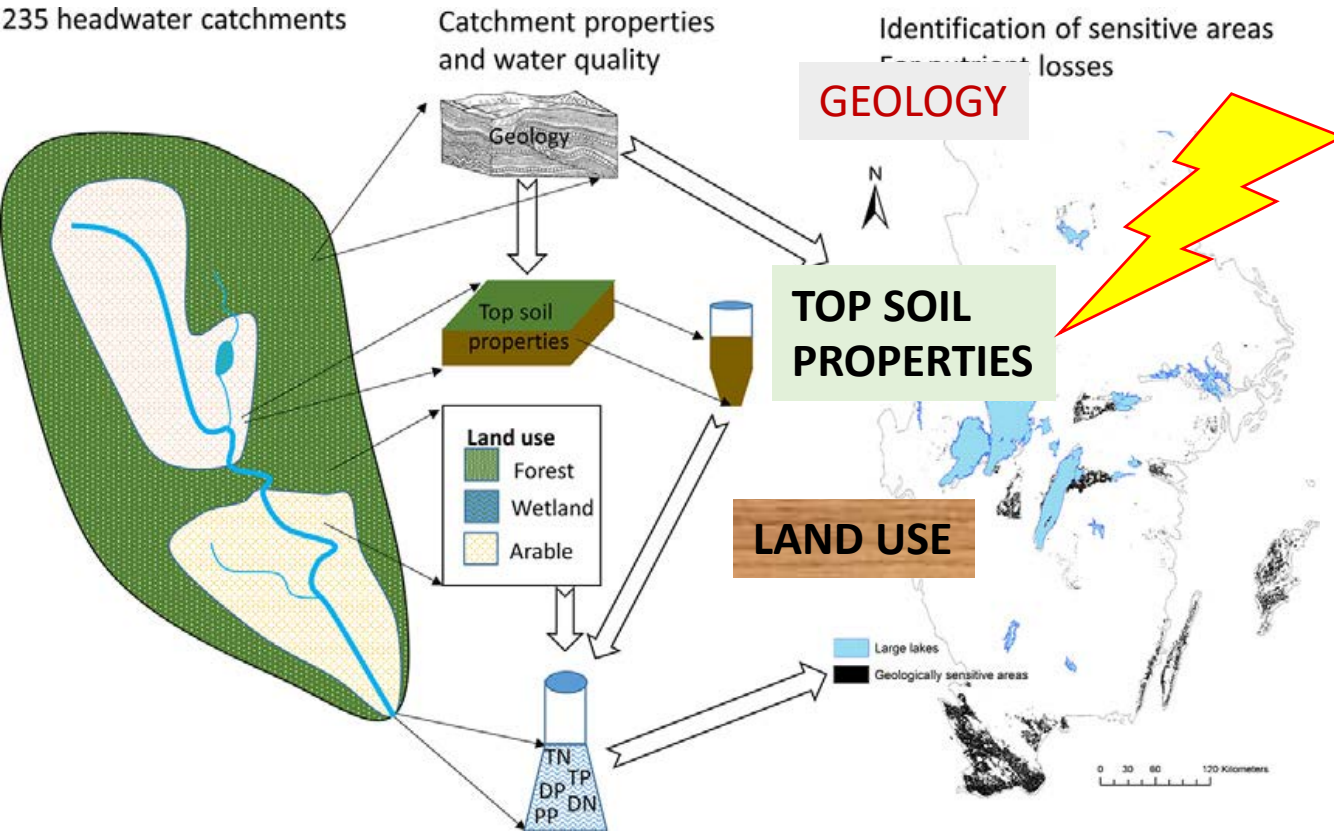 235 headwater catchments
Catchment properties
and water quality
Identification of sensitive areas
losses
GEOLOGY
Geology
N
Top soil
properties
TOP SOIL
PROPERTIES
Land use
Forest
Wetland
Arable
LAND USE
Large lakes
Geologically sensitive areas
TN
TP
DP
DN
PP
0 30 60 120 Kilometers